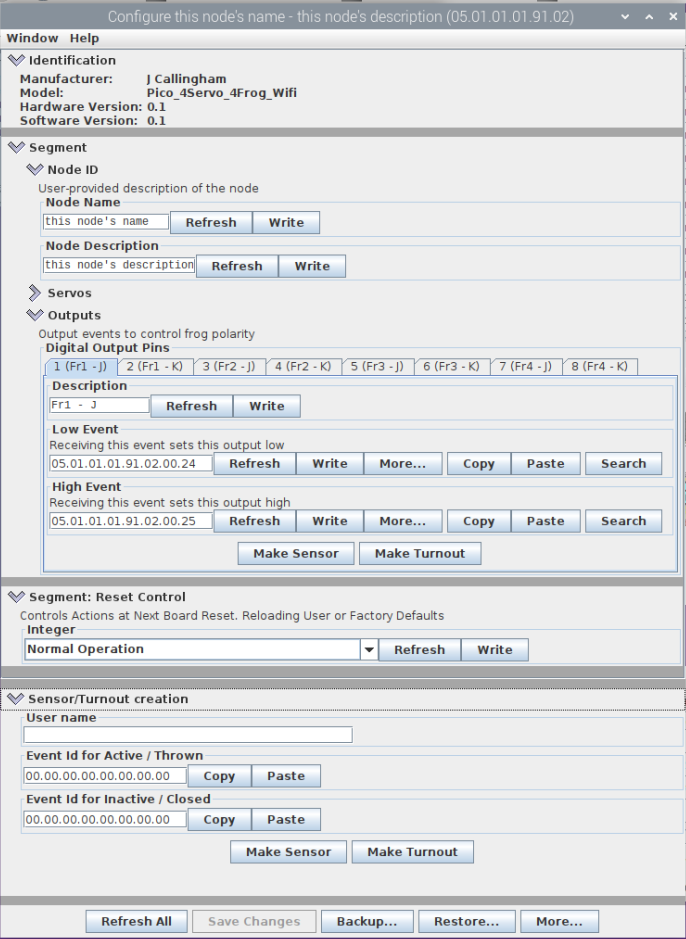 Configure this node's name - this node's description (05.01.01.01.91.02)
Window Help
Identification
Manufacturer: J Callingham
Model: Pico_4Servo_4Frog_Wifi
Hardware Version: 0.1
Software Version: 0.1
Segment
Node ID
User-provided description of the node
Node Name
this node's name Refresh Write
Node Description
this node's description Refresh Write
Servos
Outputs
Output events to control frog polarity
Digital Output Pins
1 (Fr1 - J) 2 (Fr1 - K) 3 (Fr2 - J) 4 (Fr2 - K) 5 (Fr3 - J) 6 (Fr3 - K) 7 (Fr4 - J) 8 (Fr4 - K)
Description
Fr1 - J Refresh Write
Low Event
Receiving this event sets this output low
05.01.01.01.91.02.00.24 Refresh Write More... Copy Paste Search
High Event
Receiving this event sets this output high
05.01.01.01.91.02.00.25 Refresh Write More... Copy Paste Search
Make Sensor Make Turnout
Segment: Reset Control
Controls Actions at Next Board Reset. Reloading User or Factory Defaults
Integer
Normal Operation Refresh Write
Sensor/Turnout creation
User name
Event Id for Active / Thrown
00.00.00.00.00.00.00.00 Copy Paste
Event Id for Inactive / Closed
00.00.00.00.00.00.00.00 Copy Paste
Make Sensor Make Turnout
Refresh All Save Changes Backup... Restore... More...